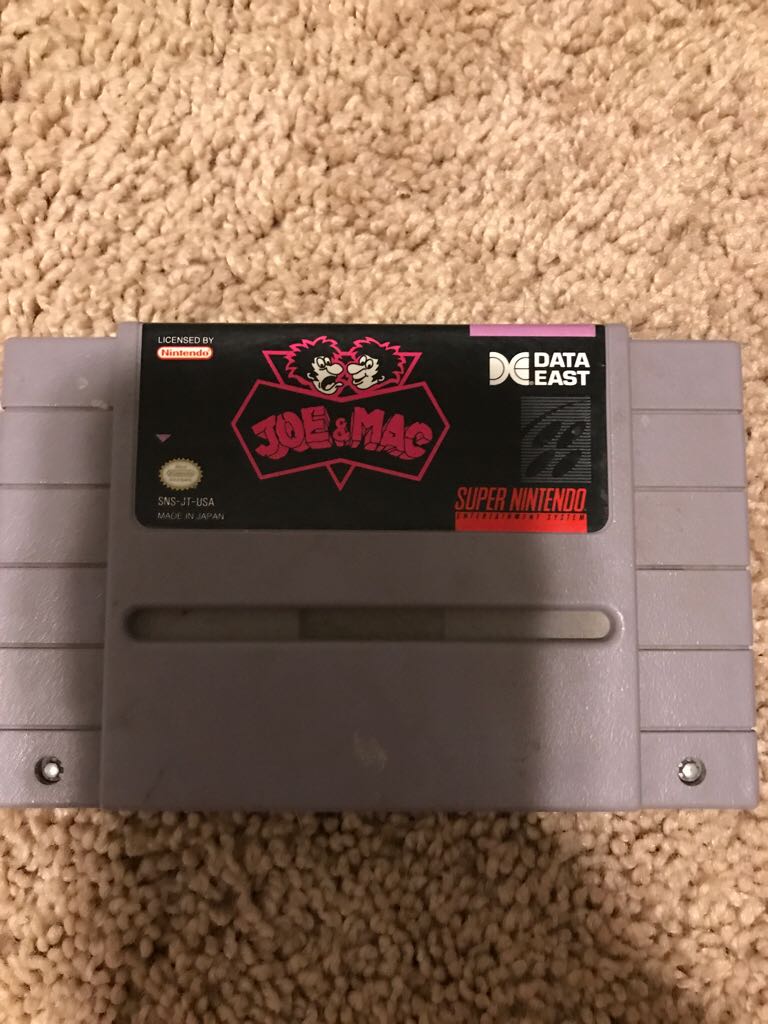 LICENSED BY
Nintendo
JOE & MAC
DATA
EAST
SNS-JT-USA
MADE IN JAPAN
SUPER NINTENDO
ENTERTAINMENT SYSTEM